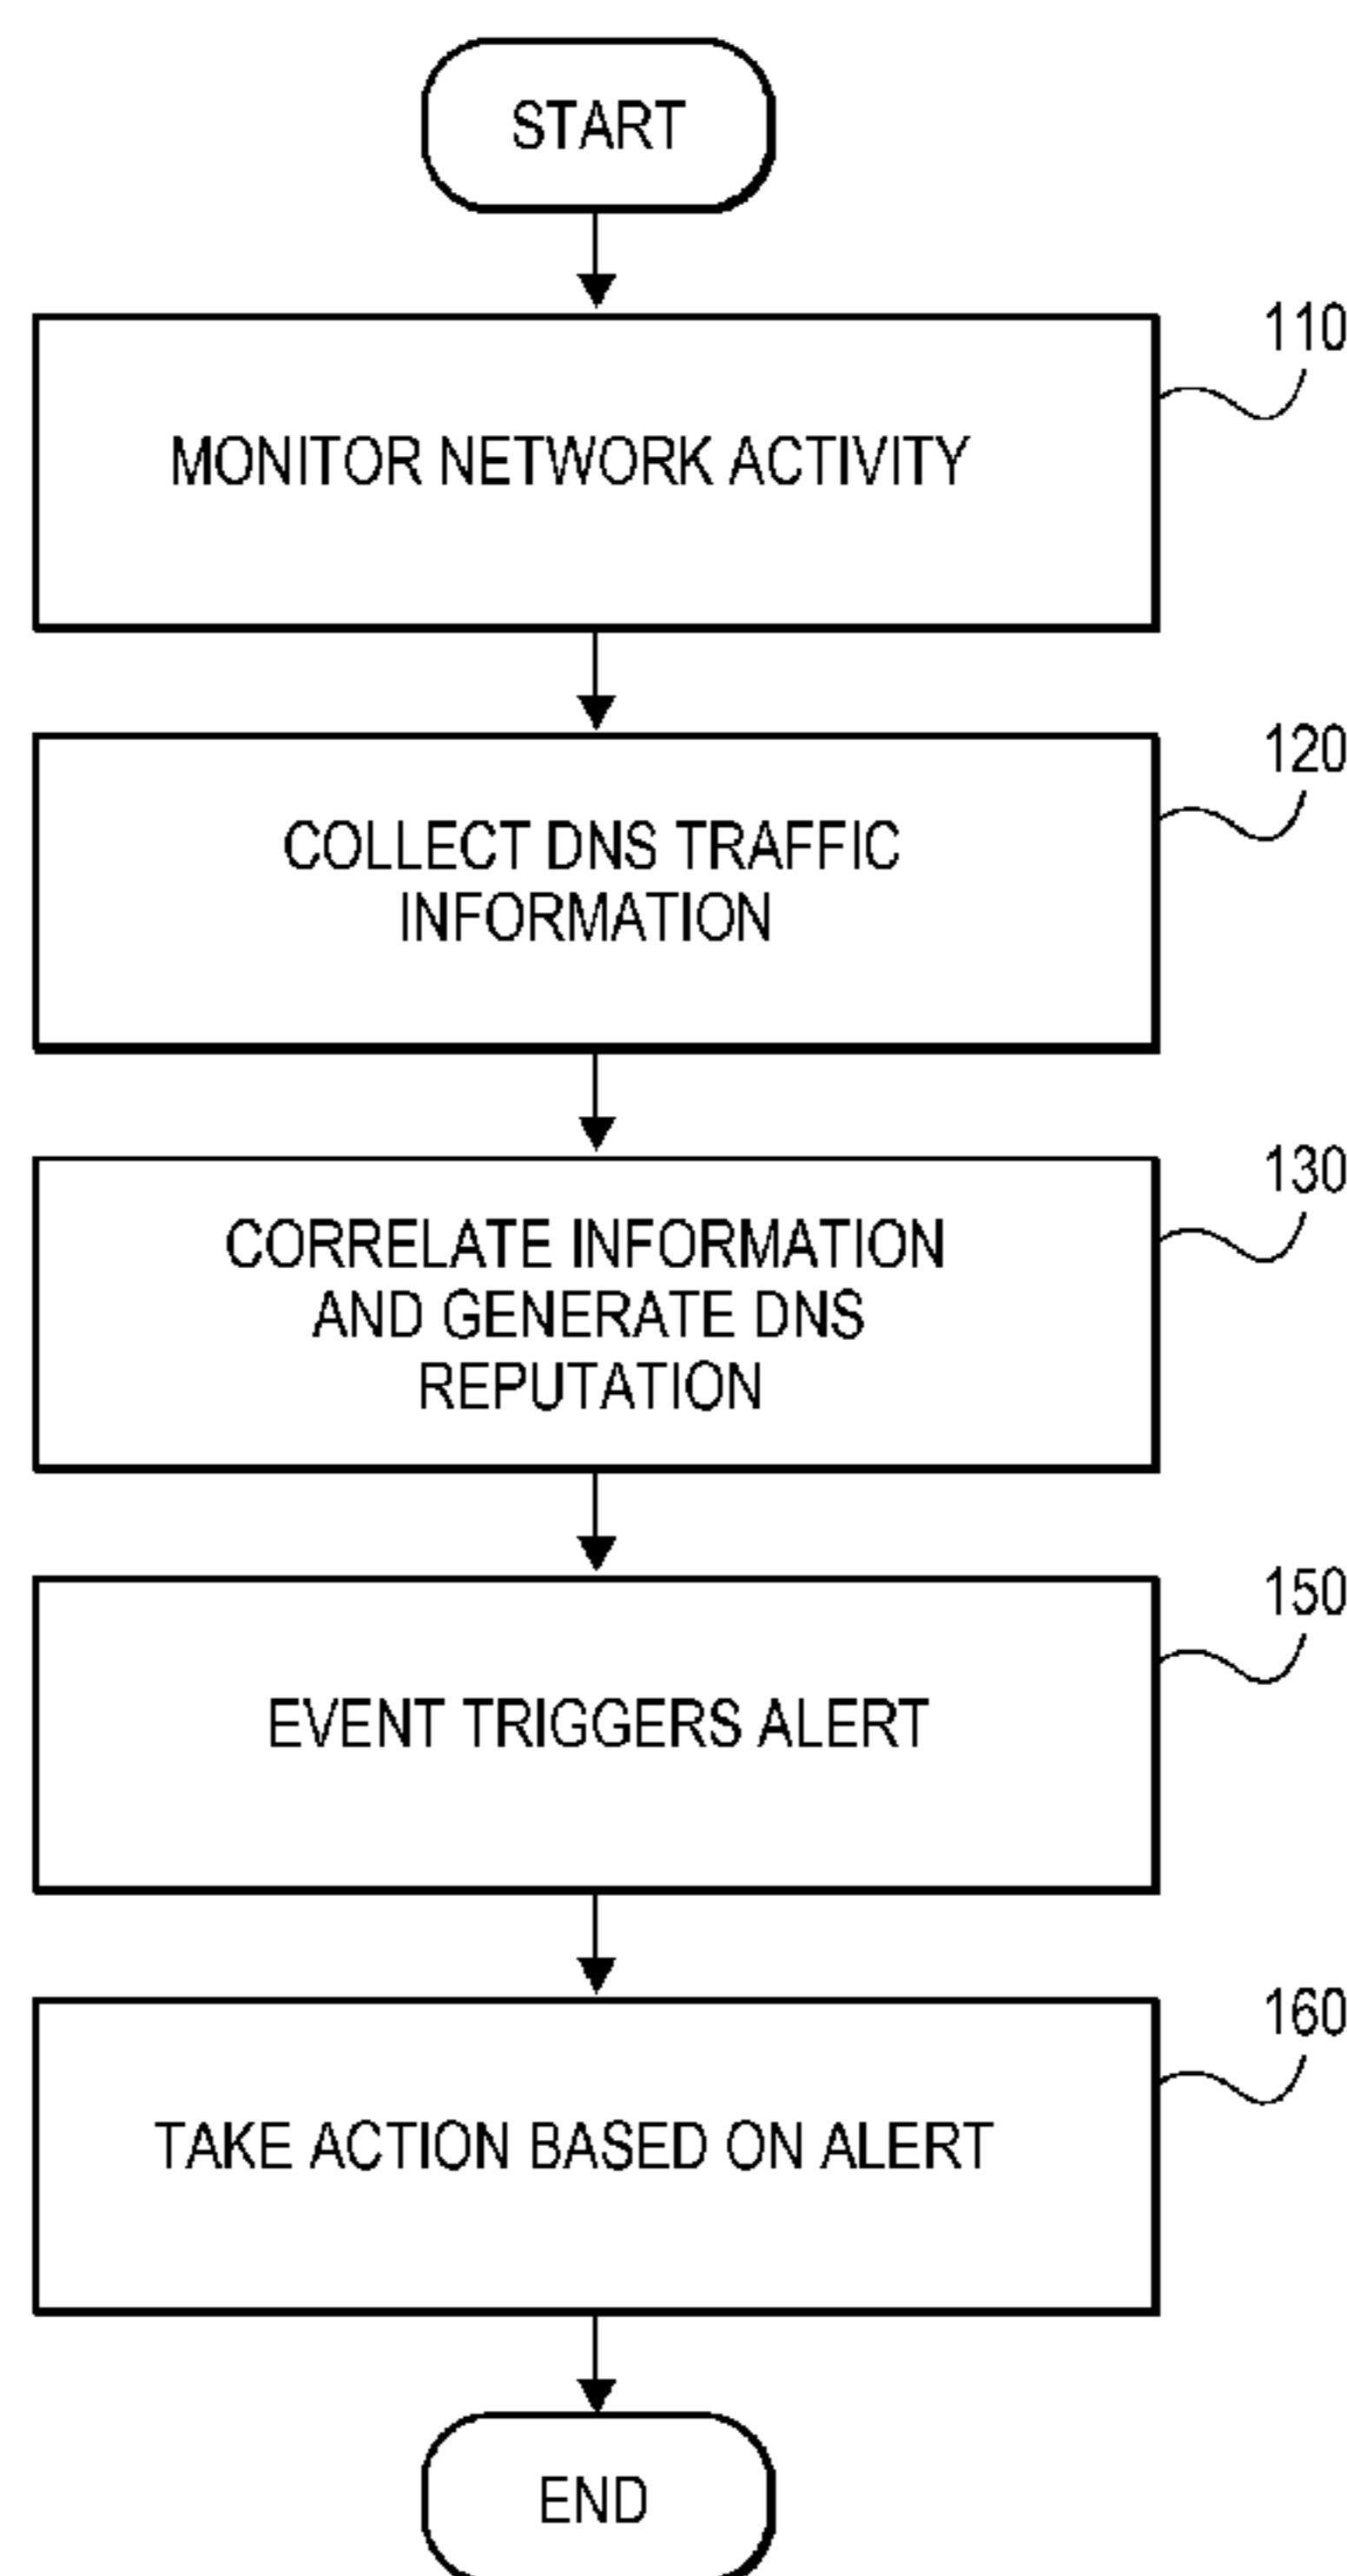 START
110
MONITOR NETWORK ACTIVITY
120
COLLECT DNS TRAFFIC
INFORMATION
130
CORRELATE INFORMATION
AND GENERATE DNS
REPUTATION
150
EVENT TRIGGERS ALERT
160
TAKE ACTION BASED ON ALERT
END